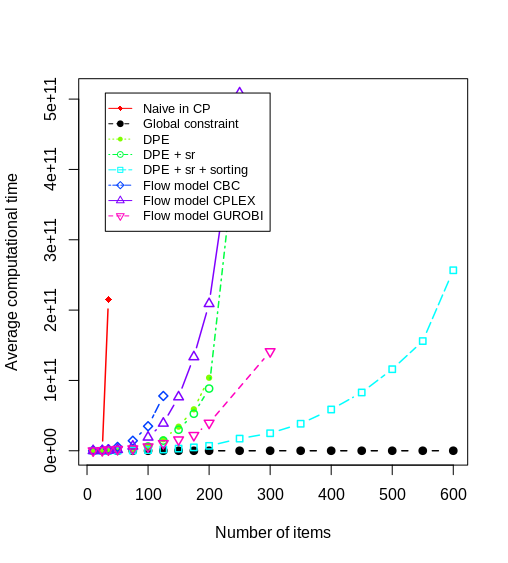 Naive in CP
Global constraint
DPE
DPE + sr
DPE + sr + sorting
Flow model CBC
Flow model CPLEX
Flow model GUROBI
Average computational time
5e+11
4e+11
3e+11
2e+11
1e+11
0e+00
0 100 200 300 400 500 600
Number of items